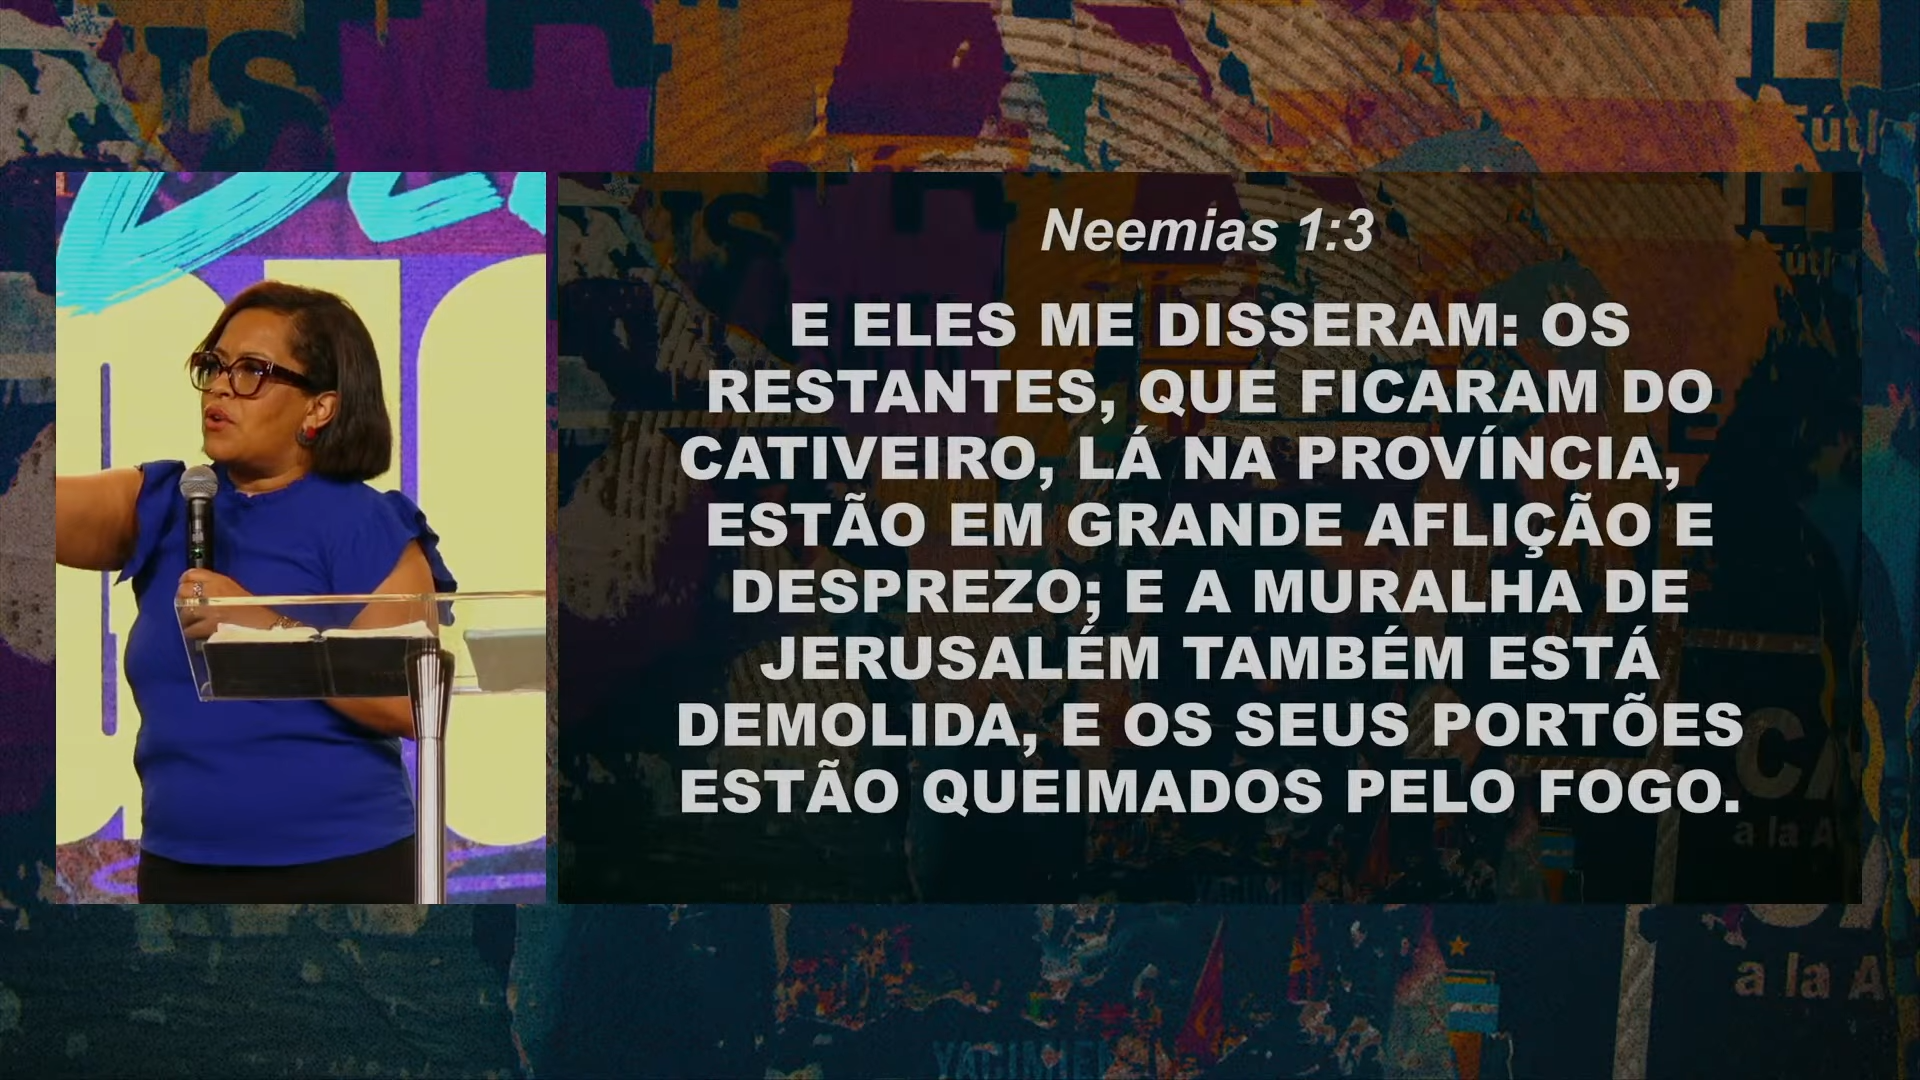 Neemias 1:3
E ELES ME DISSERAM: OS
RESTANTES, QUE FICARAM DO
CATIVEIRO, LÁ NA PROVÍNCIA,
ESTÃO EM GRANDE AFLIÇÃO E
DESPREZO; E A MURALHA DE
JERUSALÉM TAMBÉM ESTÁ
DEMOLIDA, E OS SEUS PORTÕES
ESTÃO QUEIMADOS PELO FOGO.
a la A
a la A